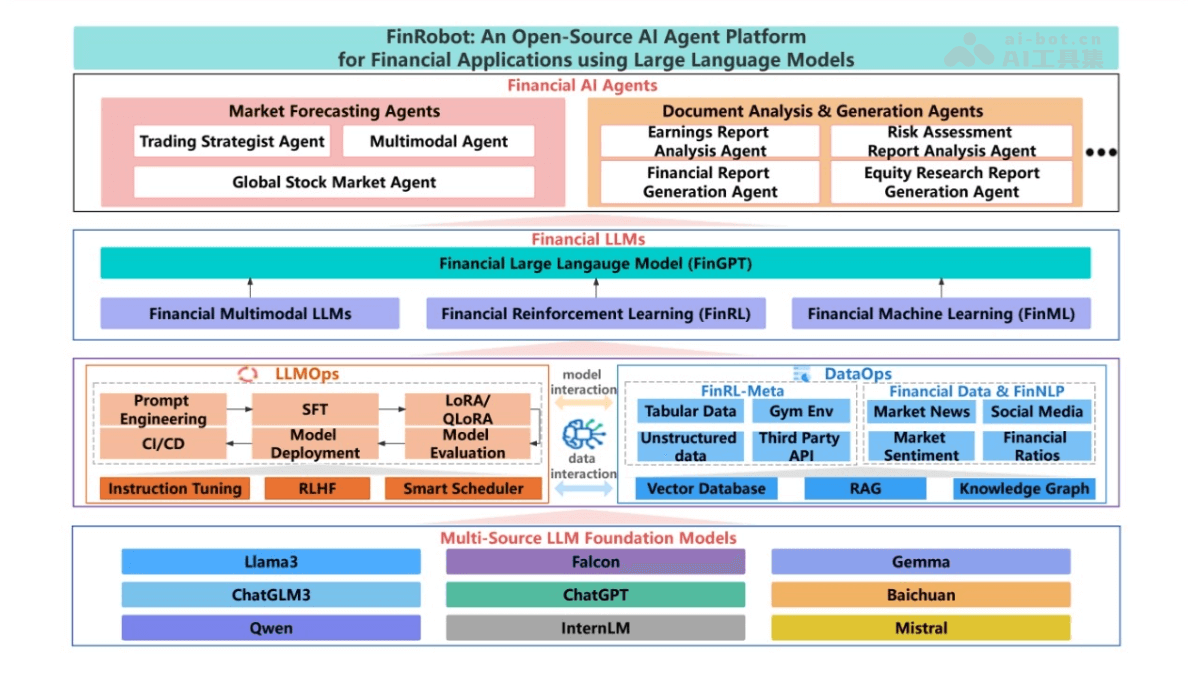 FinRobot: An Open-Source AI Agent Platform
for Financial Applications using Large Language Models
ai-bot.cn
AI工具集
Financial AI Agents
Market Forecasting Agents
Trading Strategist Agent
Multimodal Agent
Global Stock Market Agent
Document Analysis & Generation Agents
Earnings Report
Analysis Agent
Risk Assessment
Report Analysis Agent
Financial Report
Generation Agent
Equity Research Report
Generation Agent
Financial LLMs
Financial Large Langauge Model (FinGPT)
Financial Multimodal LLMs
Financial Reinforcement Learning (FinRL)
Financial Machine Learning (FinML)
LLMOps
Prompt
Engineering
SFT
LoRA/
QLoRA
CI/CD
Model
Deployment
Model
Evaluation
Instruction Tuning
RLHF
Smart Scheduler
model
interaction
data
interaction
DataOps
FinRL-Meta
Tabular Data
Gym Env
Unstructured
data
Third Party
API
Financial Data & FinNLP
Market News
Social Media
Market
Sentiment
Financial
Ratios
Vector Database
RAG
Knowledge Graph
Multi-Source LLM Foundation Models
Llama3
Falcon
Gemma
ChatGLM3
ChatGPT
Baichuan
Qwen
InternLM
Mistral